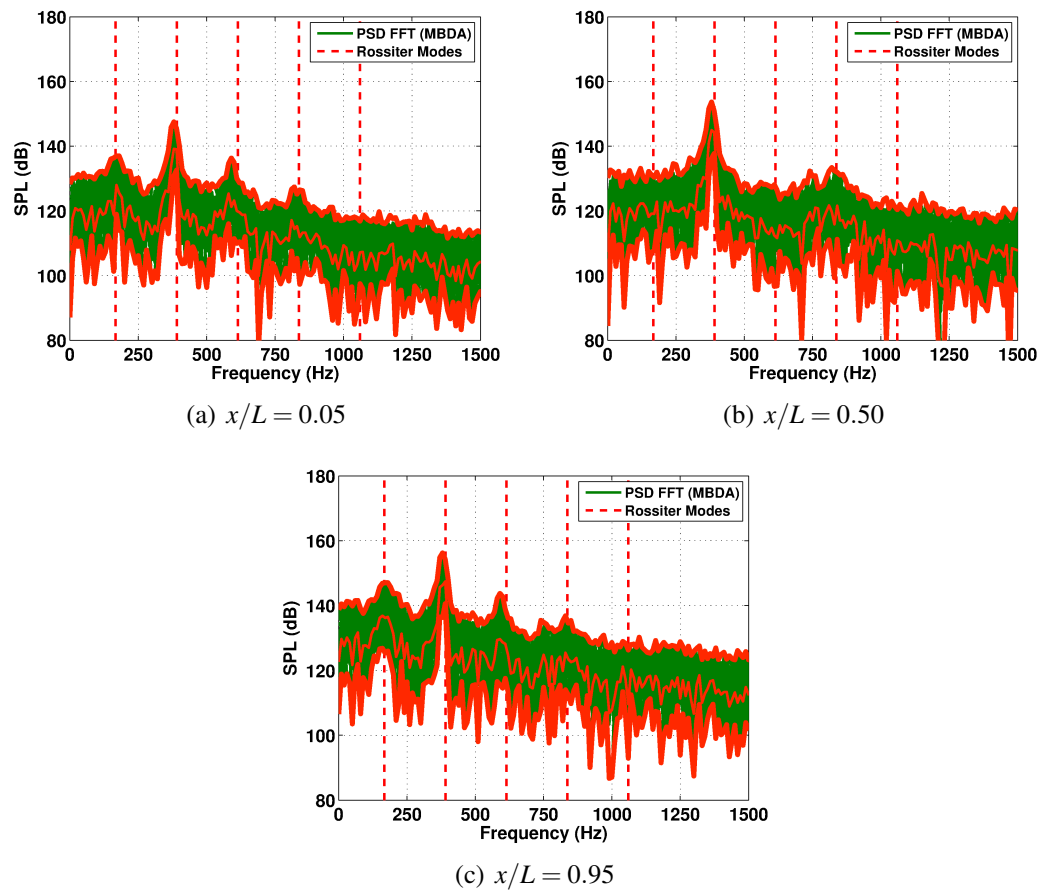 180
160
140
120
100
80
SPL (dB)
PSD FFT (MBDA)
Rossiter Modes
0 250 500 750 1000 1250 1500
Frequency (Hz)
(a) x/L = 0.05
180
160
140
120
100
80
SPL (dB)
PSD FFT (MBDA)
Rossiter Modes
0 250 500 750 1000 1250 1500
Frequency (Hz)
(b) x/L = 0.50
180
160
140
120
100
80
SPL (dB)
PSD FFT (MBDA)
Rossiter Modes
0 250 500 750 1000 1250 1500
Frequency (Hz)
(c) x/L = 0.95